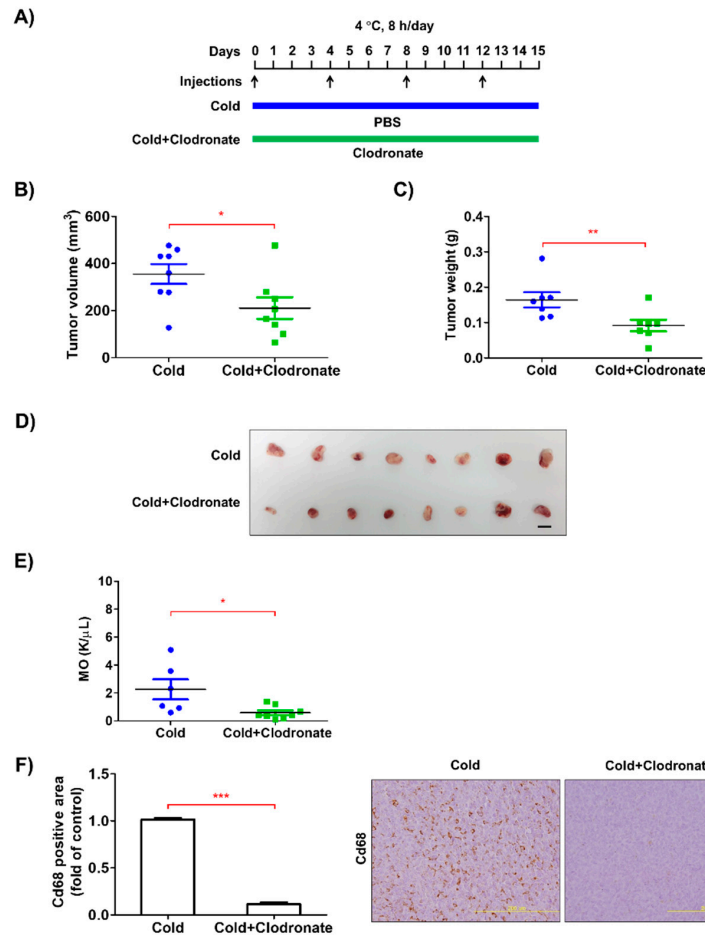 A)
4 °C, 8 h/day
Days 0 1 2 3 4 5 6 7 8 9 10 11 12 13 14 15
Injections
Cold
PBS
Cold+Clodronate
Clodronate
B)
Tumor volume (mm³)
600
400
200
0
*
Cold Cold+Clodronate
C)
Tumor weight (g)
0.4
0.3
0.2
0.1
0.0
**
Cold Cold+Clodronate
D)
Cold
Cold+Clodronate
E)
MO (K/μL)
10
8
6
4
2
0
*
Cold Cold+Clodronate
F)
Cd68 positive area
(fold of control)
1.5
1.0
0.5
0.0
***
Cold Cold+Clodronate
Cold Cold+Clodronat
Cd68